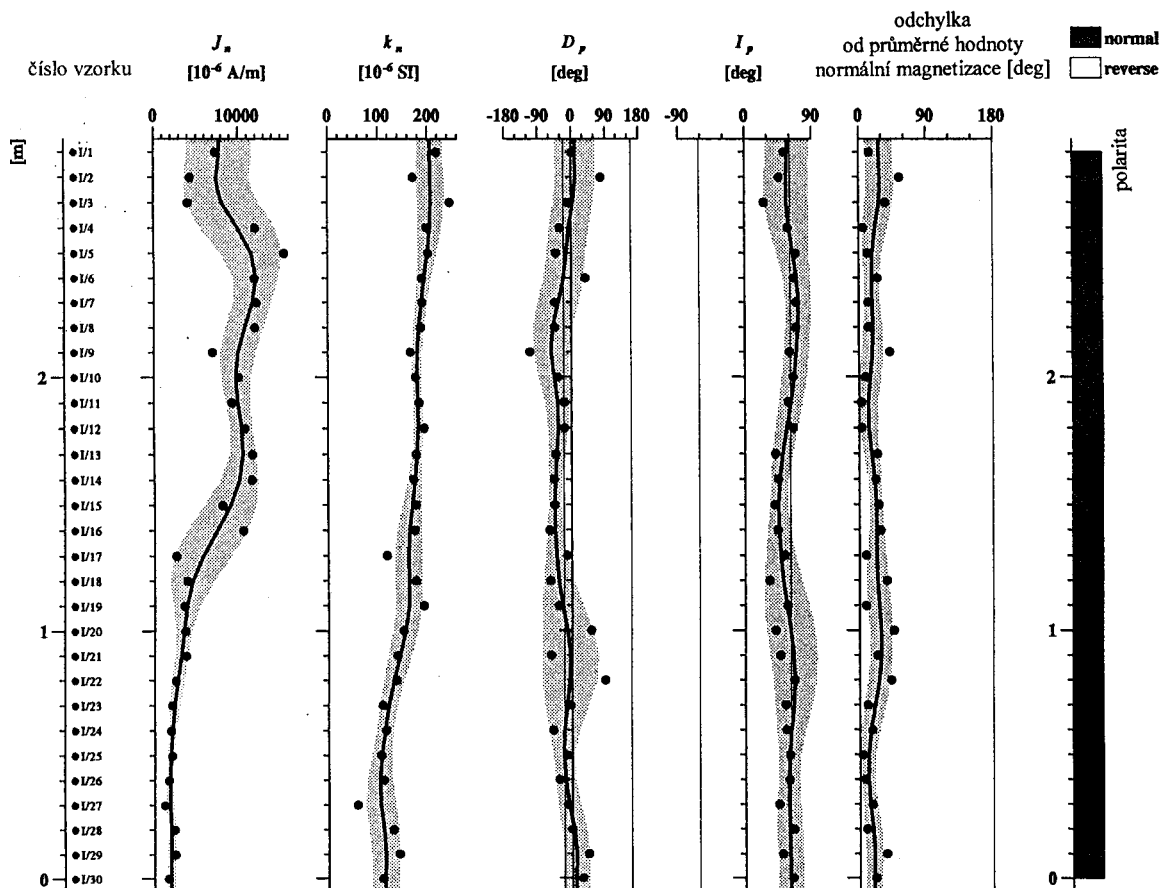 číslo vzorku
J_n
[10⁻⁶ A/m]
k_n
[10⁻⁶ SI]
D_p
[deg]
I_p
[deg]
odchylka
od průměrné hodnoty
normální magnetizace [deg]
normal
reverse
0 10000
0 100 200
-180 -90 0 90 180
-90 0 90
0 90 180
[m]
polarita
I/1
I/2
I/3
I/4
I/5
I/6
I/7
I/8
I/9
2 I/10 2
I/11
I/12
I/13
I/14
I/15
I/16
I/17
I/18
I/19
1 I/20 1
I/21
I/22
I/23
I/24
I/25
I/26
I/27
I/28
I/29
0 I/30 0